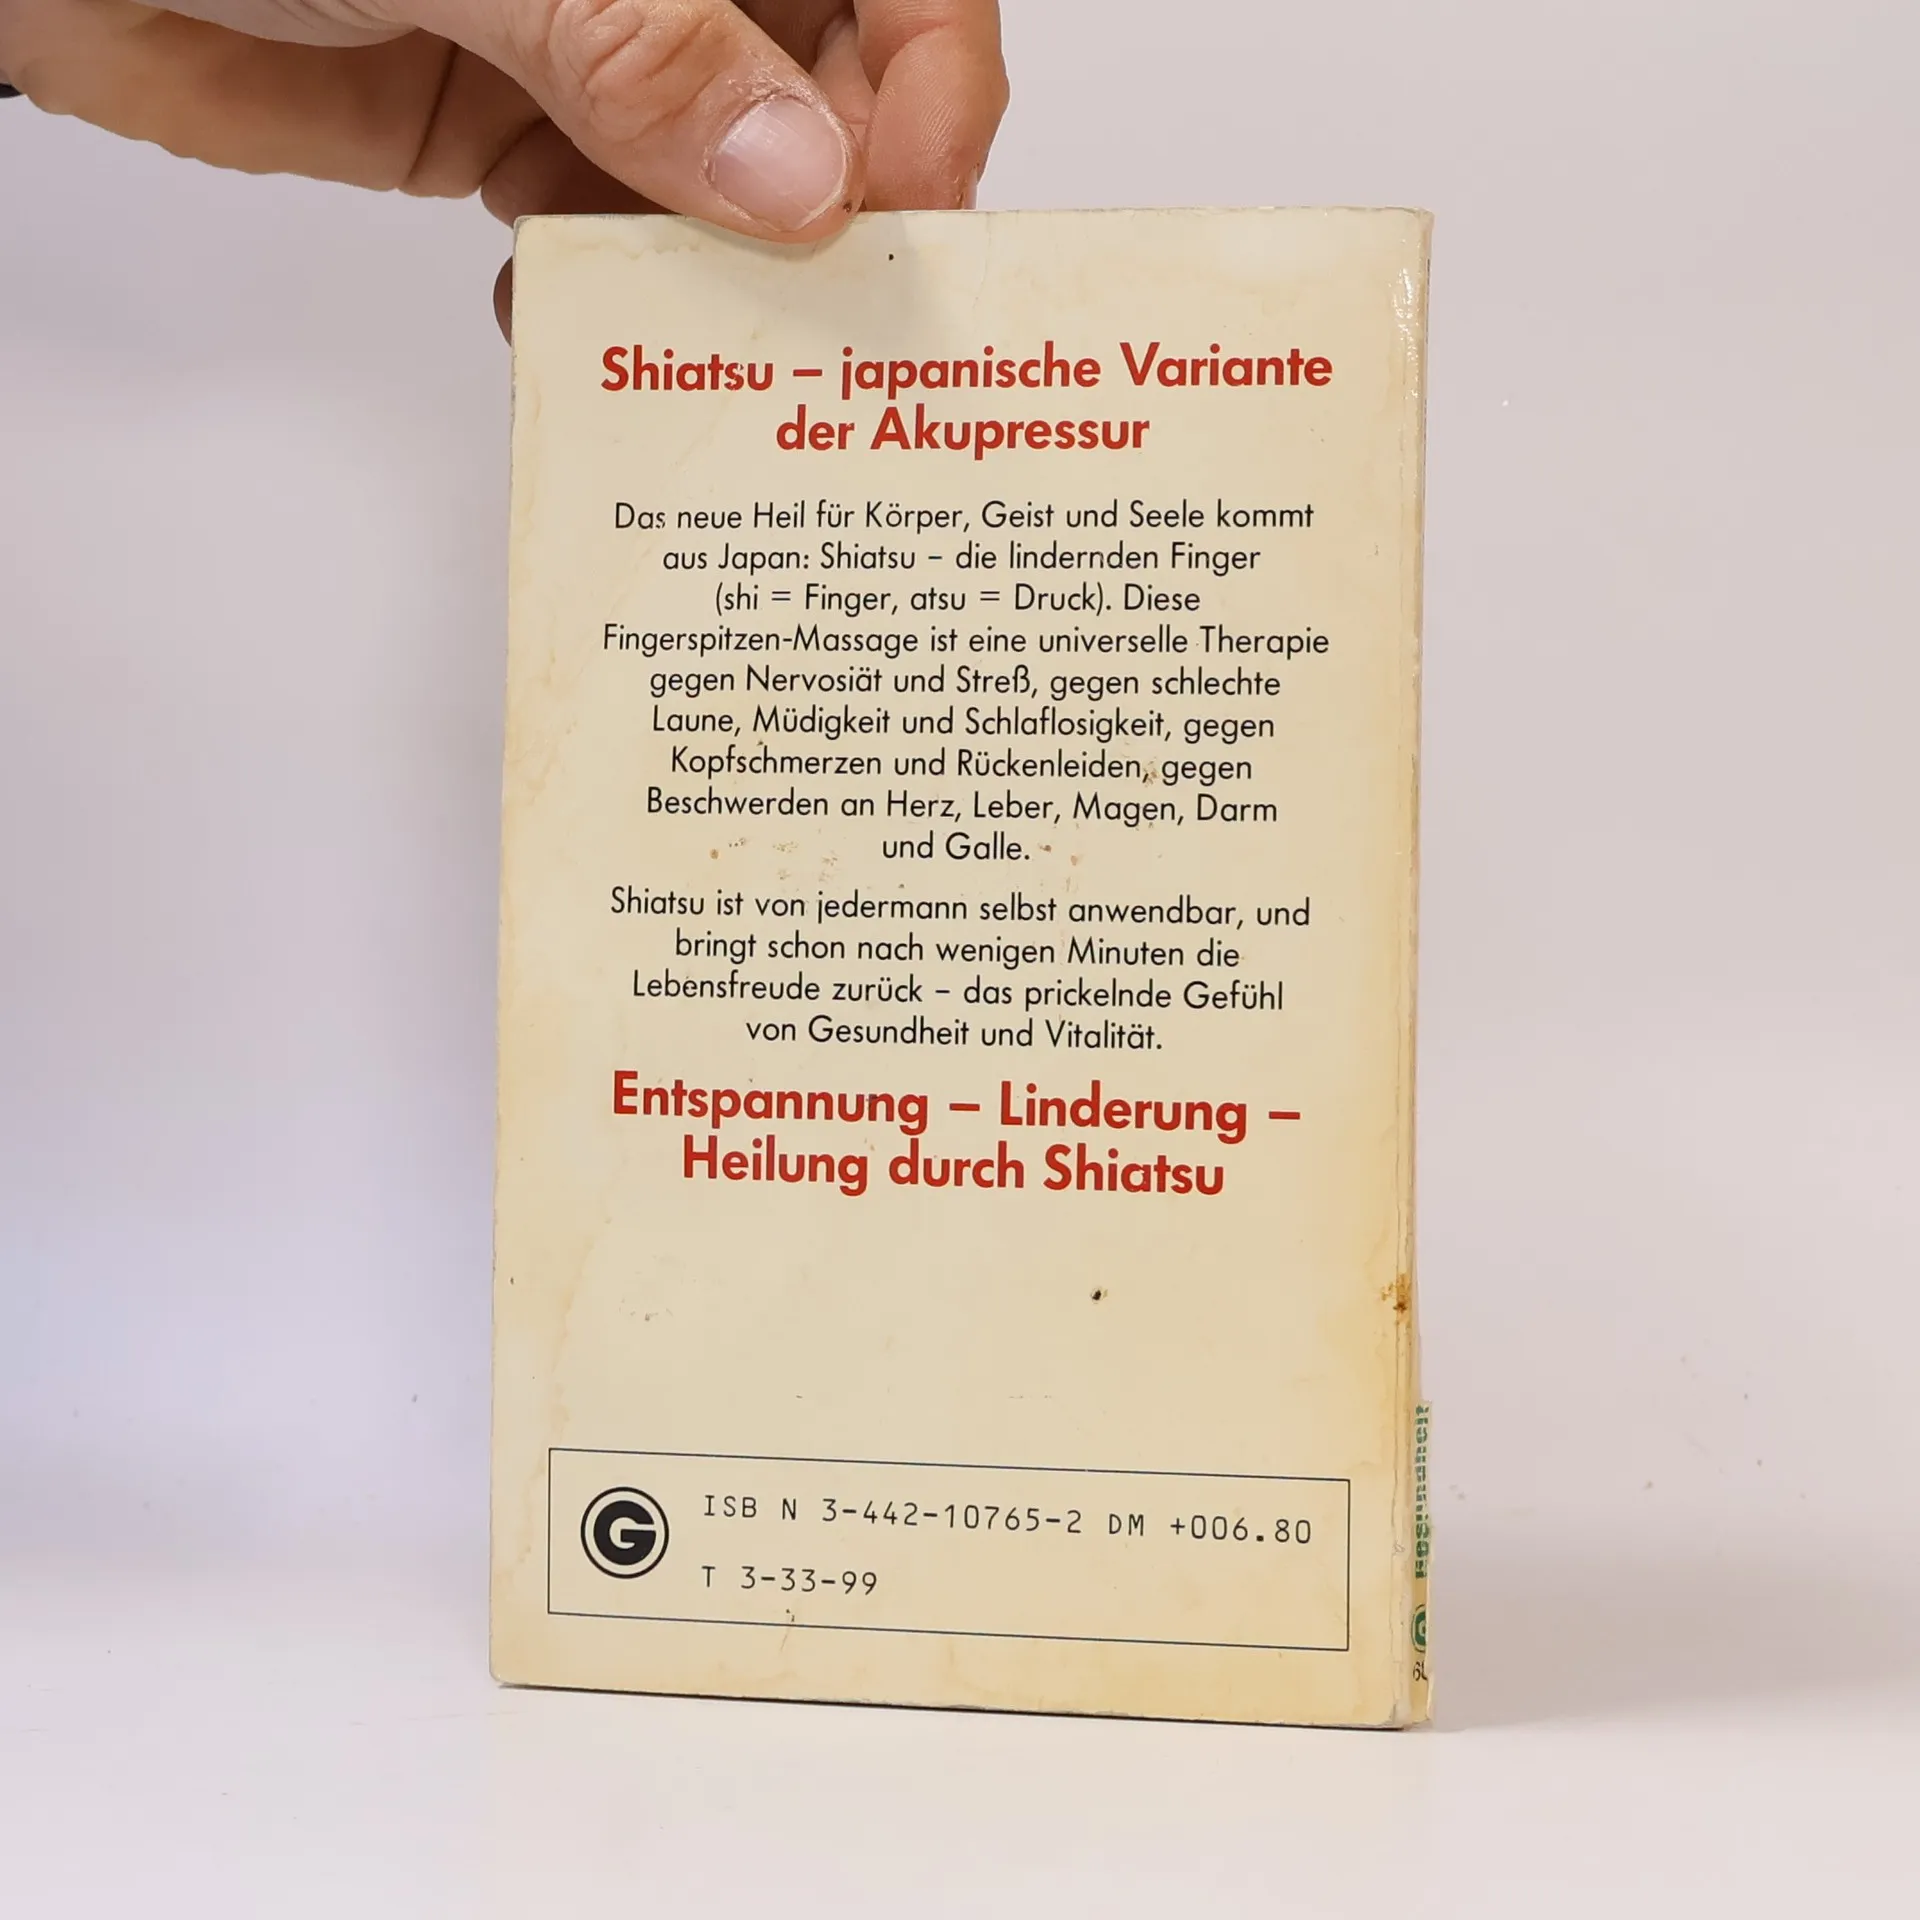 Shiatsu – japanische Variante
der Akupressur
Das neue Heil für Körper, Geist und Seele kommt
aus Japan: Shiatsu – die lindernden Finger
(shi = Finger, atsu = Druck). Diese
Fingerspitzen-Massage ist eine universelle Therapie
gegen Nervosiät und Streß, gegen schlechte
Laune, Müdigkeit und Schlaflosigkeit, gegen
Kopfschmerzen und Rückenleiden, gegen
Beschwerden an Herz, Leber, Magen, Darm
und Galle.
Shiatsu ist von jedermann selbst anwendbar, und
bringt schon nach wenigen Minuten die
Lebensfreude zurück – das prickelnde Gefühl
von Gesundheit und Vitalität.
Entspannung – Linderung –
Heilung durch Shiatsu
G
ISB N 3-442-10765-2 DM +006.80
T 3-33-99